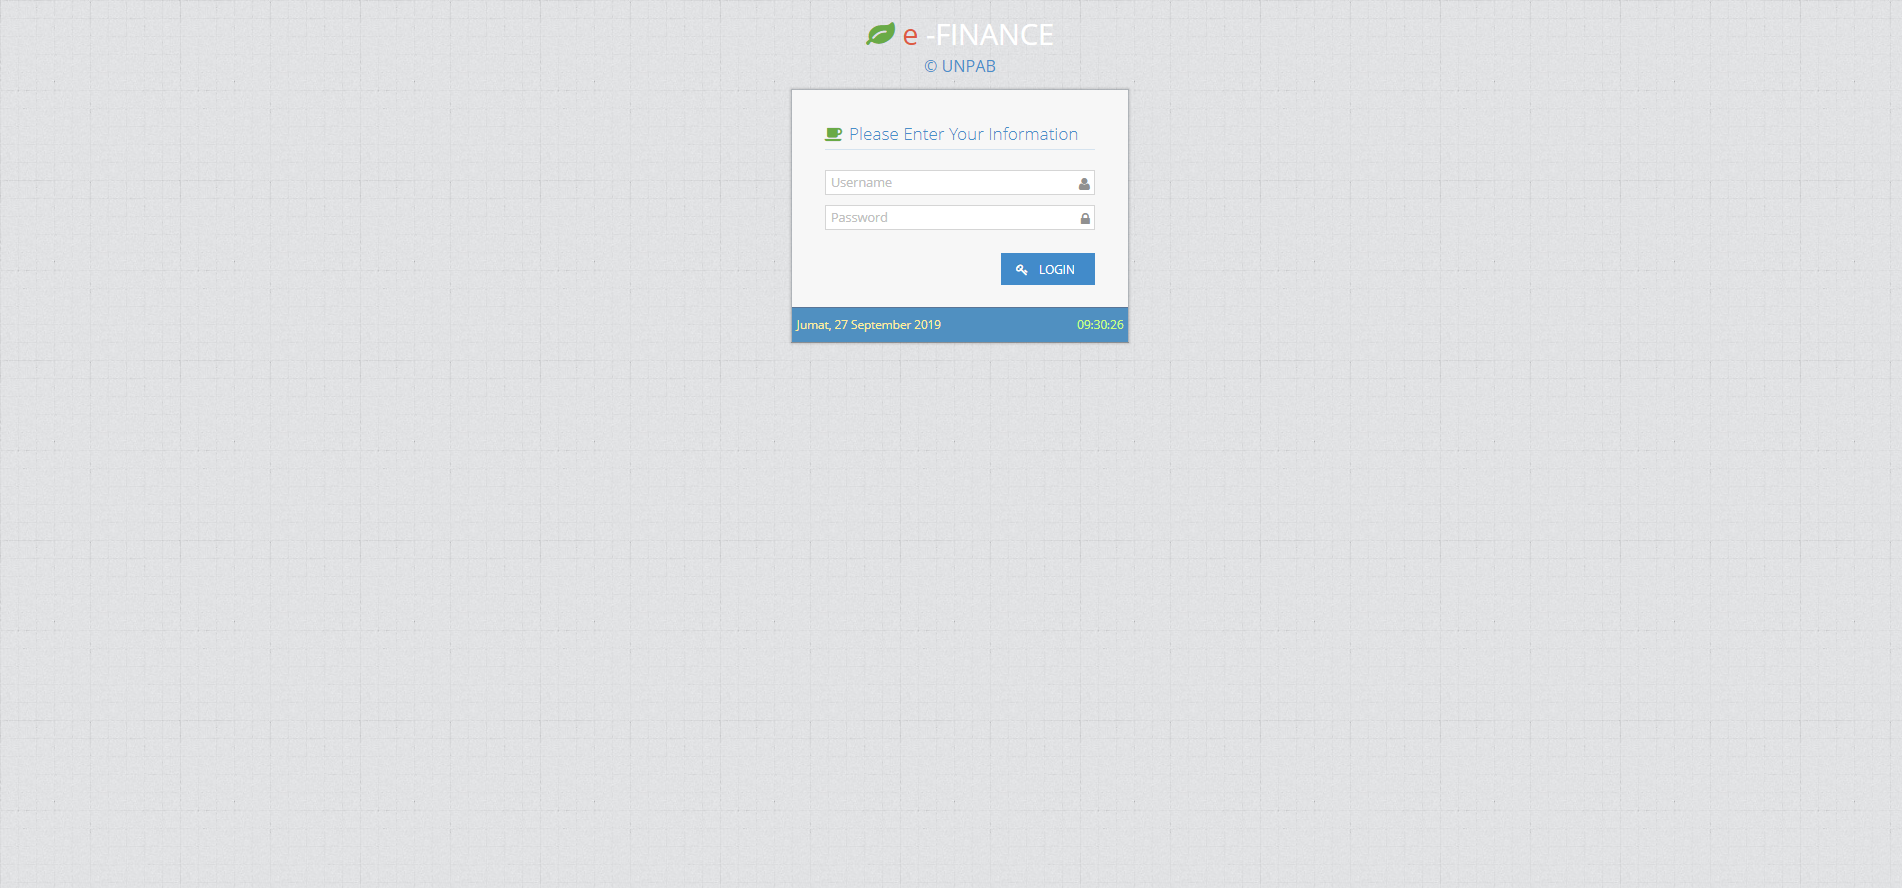 e -FINANCE
© UNPAB
Please Enter Your Information
Username
Password
LOGIN
Jumat, 27 September 2019 09:30:26